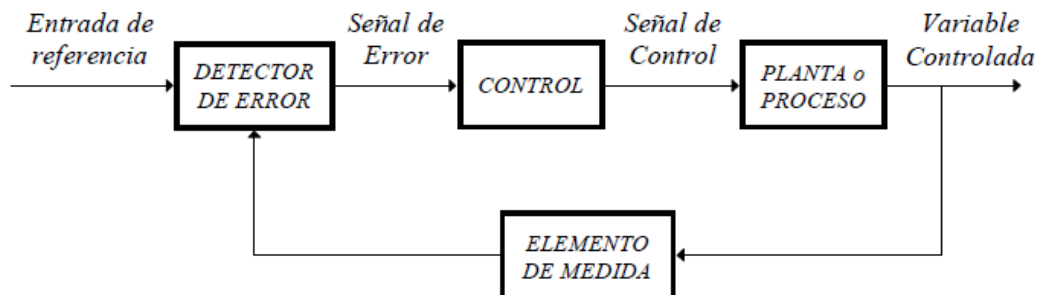 Entrada de
referencia
DETECTOR
DE ERROR
Señal de
Error
CONTROL
Señal de
Control
PLANTA o
PROCESO
Variable
Controlada
ELEMENTO
DE MEDIDA